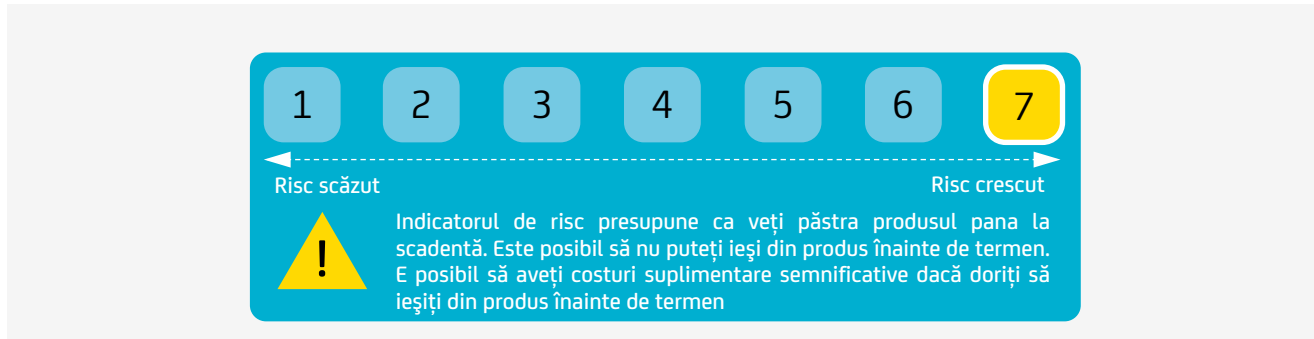 1 2 3 4 5 6 7
Risc scăzut Risc crescut
! Indicatorul de risc presupune ca veți păstra produsul pana la
scadentă. Este posibil să nu puteți ieşi din produs înainte de termen.
E posibil să aveți costuri suplimentare semnificative dacă doriți să
ieşiți din produs înainte de termen